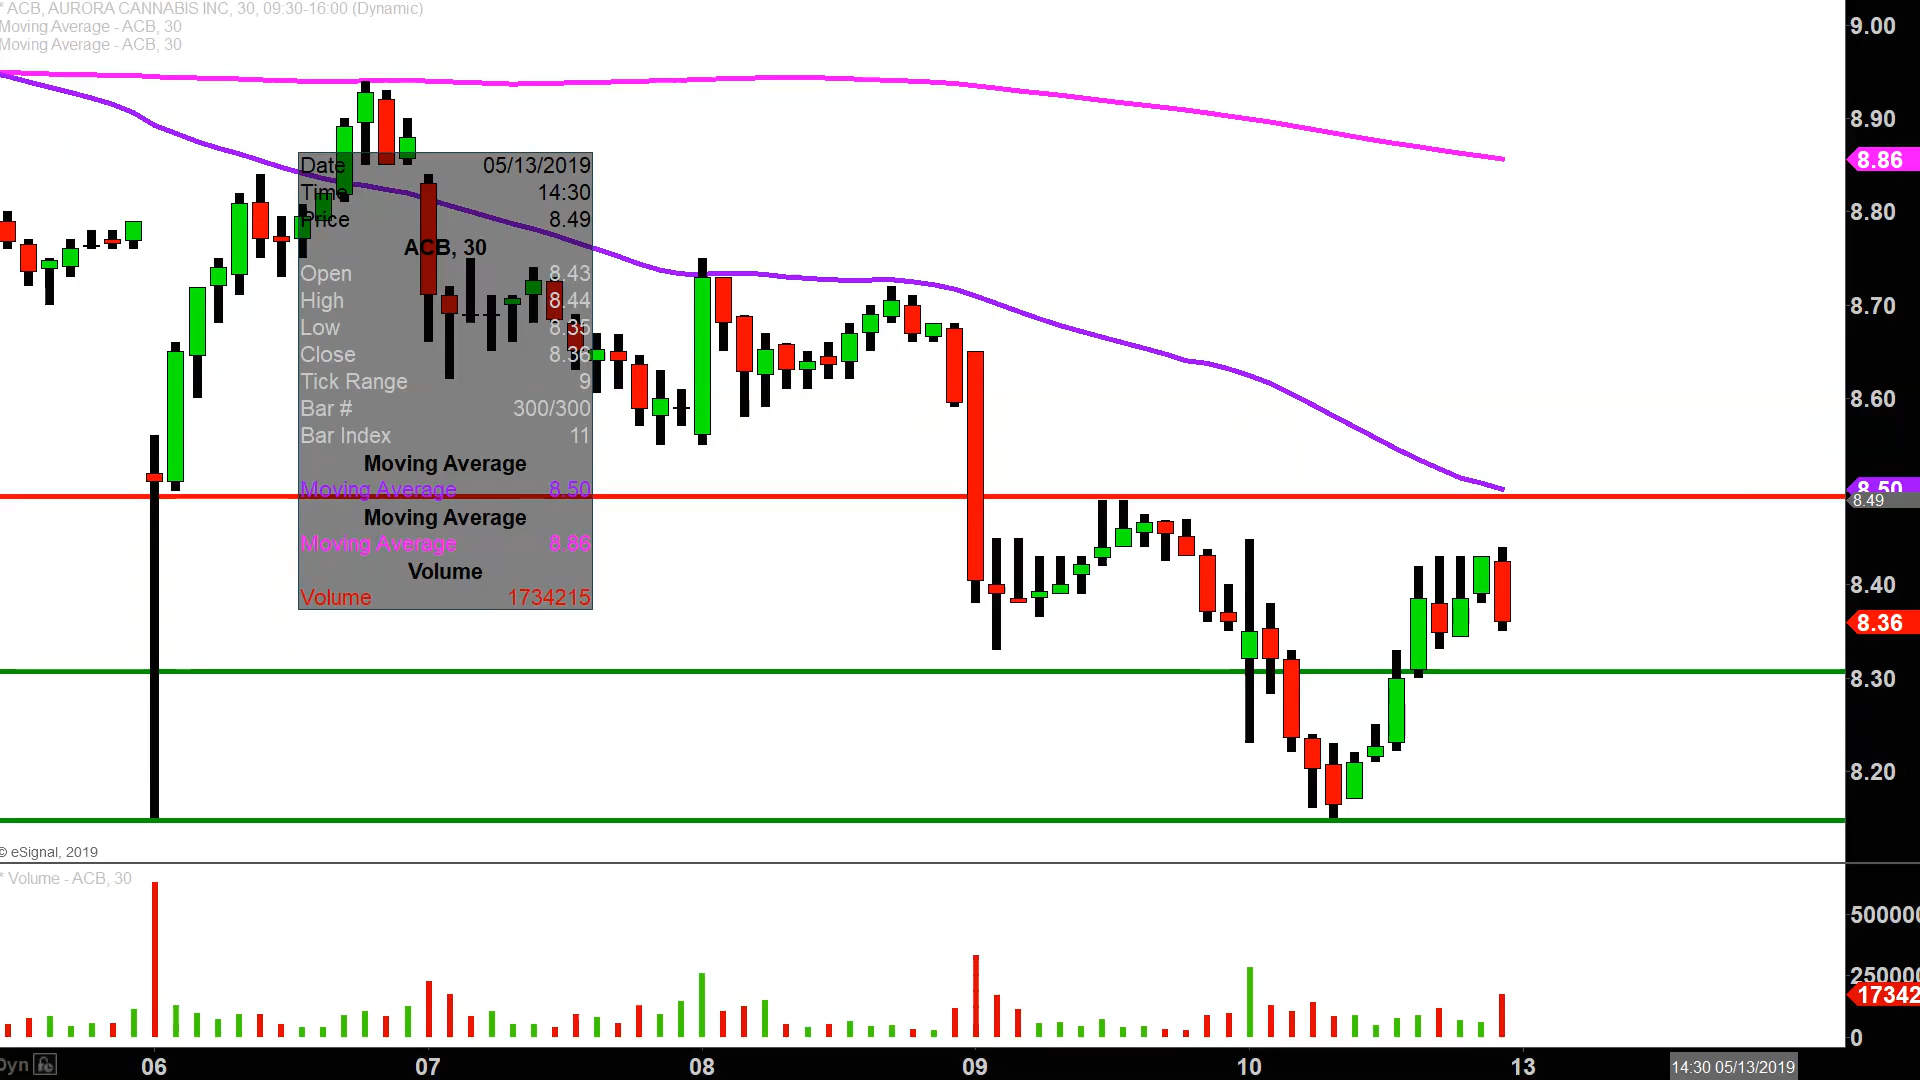 * ACB, AURORA CANNABIS INC, 30, 09:30-16:00 (Dynamic)
Moving Average - ACB, 30
Moving Average - ACB, 30
9.00
8.90
8.86
8.80
8.70
8.60
8.50
8.49
8.40
8.36
8.30
8.20
Date 05/13/2019
Time 14:30
Price 8.49
ACB, 30
Open 8.43
High 8.44
Low 8.35
Close 8.36
Tick Range 9
Bar # 300/300
Bar Index 11
Moving Average
Moving Average 8.50
Moving Average
Moving Average 8.86
Volume
Volume 1734215
© eSignal, 2019
* Volume - ACB, 30
500000
250000
17342
0
Dyn
06 07 08 09 10 13
14:30 05/13/2019